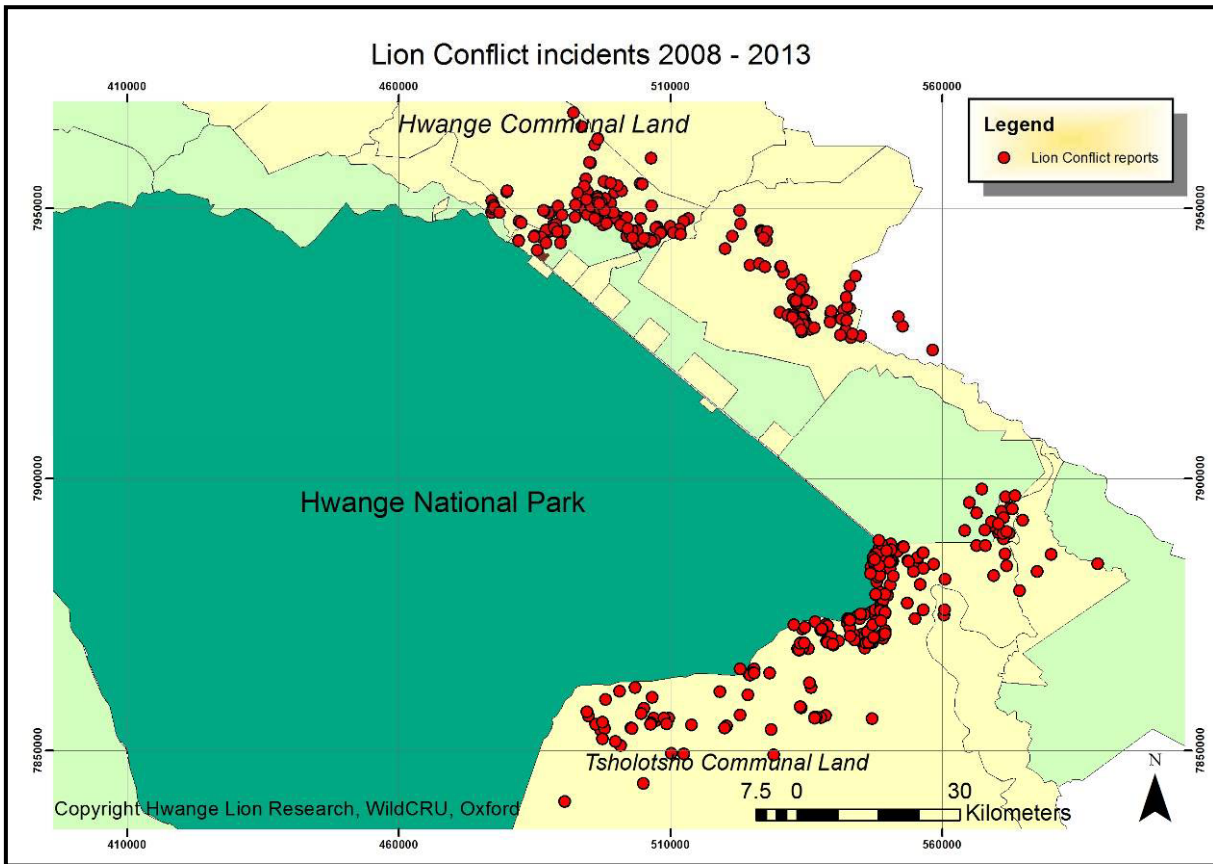 Lion Conflict incidents 2008 - 2013
410000
460000
510000
560000
Hwange Communal Land
Legend
Lion Conflict reports
7950000
7950000
Hwange National Park
7900000
7900000
7850000
7850000
Tsholotsho Communal Land
N
7.5 0 30
Kilometers
Copyright Hwange Lion Research, WildCRU, Oxford
410000
460000
510000
560000